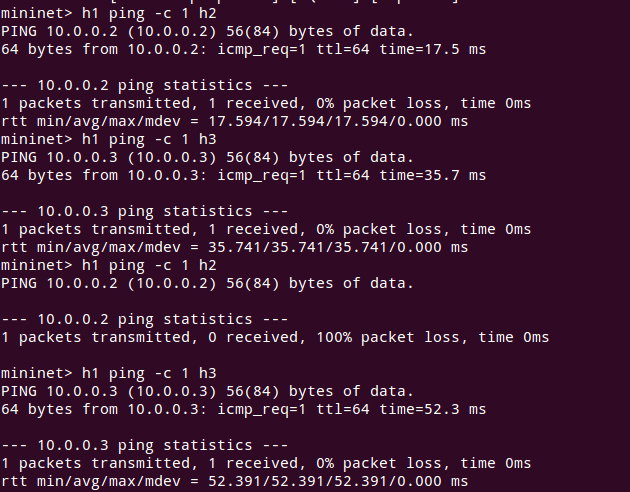 mininet> h1 ping -c 1 h2
PING 10.0.0.2 (10.0.0.2) 56(84) bytes of data.
64 bytes from 10.0.0.2: icmp_req=1 ttl=64 time=17.5 ms
--- 10.0.0.2 ping statistics ---
1 packets transmitted, 1 received, 0% packet loss, time 0ms
rtt min/avg/max/mdev = 17.594/17.594/17.594/0.000 ms
mininet> h1 ping -c 1 h3
PING 10.0.0.3 (10.0.0.3) 56(84) bytes of data.
64 bytes from 10.0.0.3: icmp_req=1 ttl=64 time=35.7 ms
--- 10.0.0.3 ping statistics ---
1 packets transmitted, 1 received, 0% packet loss, time 0ms
rtt min/avg/max/mdev = 35.741/35.741/35.741/0.000 ms
mininet> h1 ping -c 1 h2
PING 10.0.0.2 (10.0.0.2) 56(84) bytes of data.
--- 10.0.0.2 ping statistics ---
1 packets transmitted, 0 received, 100% packet loss, time 0ms
mininet> h1 ping -c 1 h3
PING 10.0.0.3 (10.0.0.3) 56(84) bytes of data.
64 bytes from 10.0.0.3: icmp_req=1 ttl=64 time=52.3 ms
--- 10.0.0.3 ping statistics ---
1 packets transmitted, 1 received, 0% packet loss, time 0ms
rtt min/avg/max/mdev = 52.391/52.391/52.391/0.000 ms